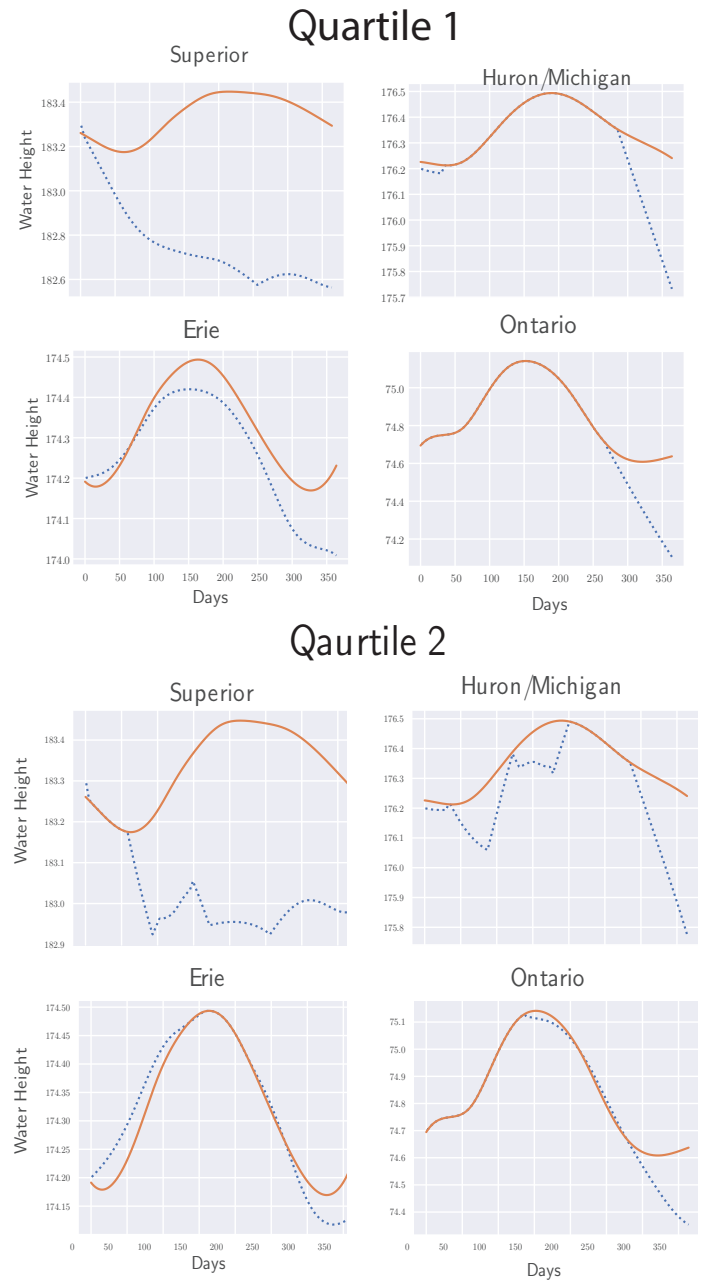 Quartile 1
Superior
Huron/Michigan
183.4
183.2
183.0
182.8
182.6
Water Height
176.5
176.4
176.3
176.2
176.1
176.0
175.9
175.8
175.7
Erie
Ontario
174.5
174.4
174.3
174.2
174.1
174.0
Water Height
75.0
74.8
74.6
74.4
74.2
0 50 100 150 200 250 300 350
0 50 100 150 200 250 300 350
Days
Days
Qaurtile 2
Superior
Huron/Michigan
183.4
183.3
183.2
183.1
183.0
182.9
Water Height
176.5
176.4
176.3
176.2
176.1
176.0
175.9
175.8
Erie
Ontario
174.50
174.40
174.35
174.30
174.25
174.20
174.15
Water Height
75.1
75.0
74.9
74.8
74.7
74.6
74.5
74.4
0 50 100 150 200 250 300 350
0 50 100 150 200 250 300 350
Days
Days